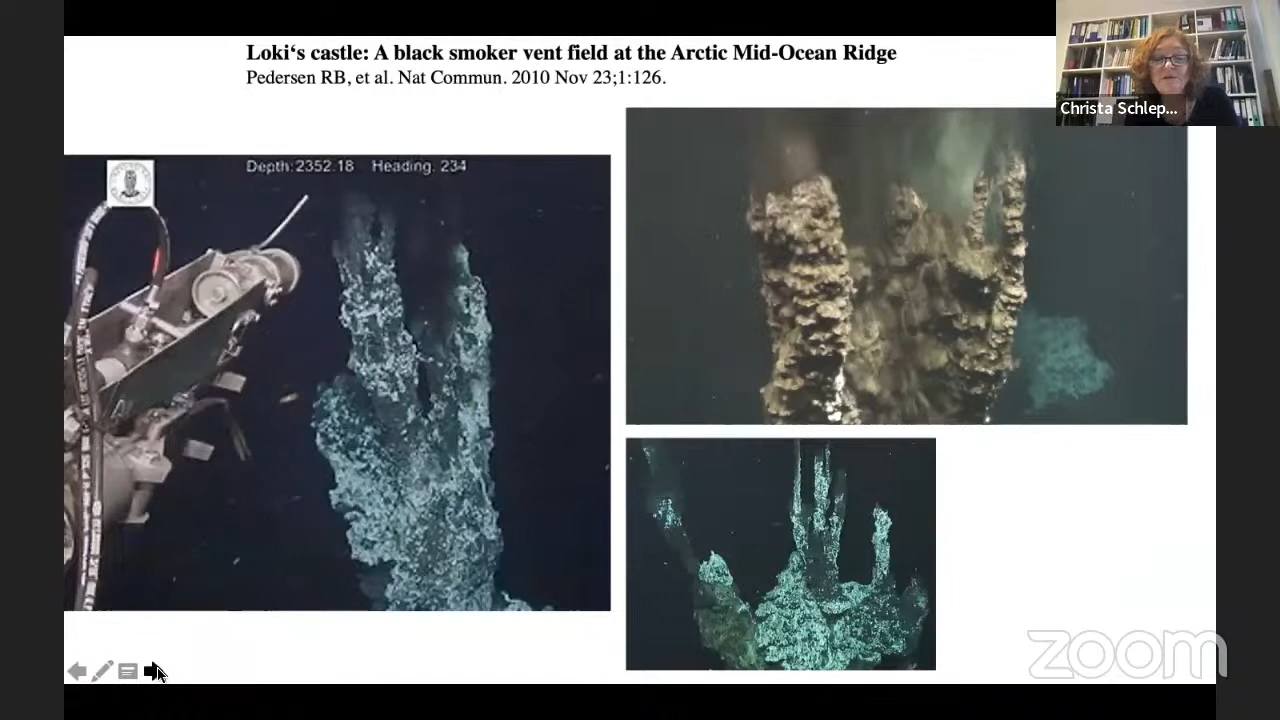 Loki‘s castle: A black smoker vent field at the Arctic Mid-Ocean Ridge
Pedersen RB, et al. Nat Commun. 2010 Nov 23;1:126.
Christa Schlep...
Depth:2352.18 Heading. 234
zoom